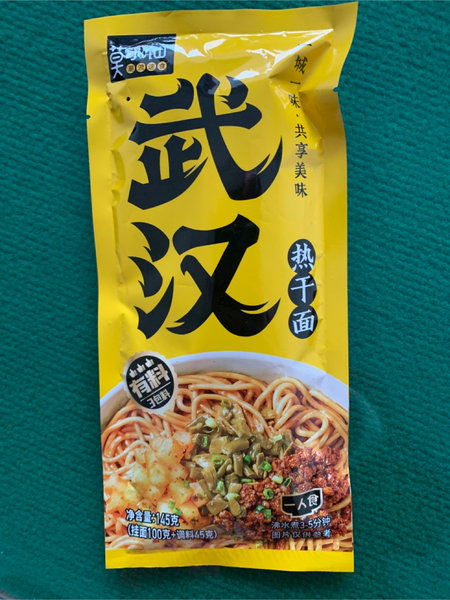 一味·共享美味
武汉
热干面
有料
3包料
净含量:145克
(挂面100克+调料45克)
一人食
沸水煮3-5分钟
图片仅供参考